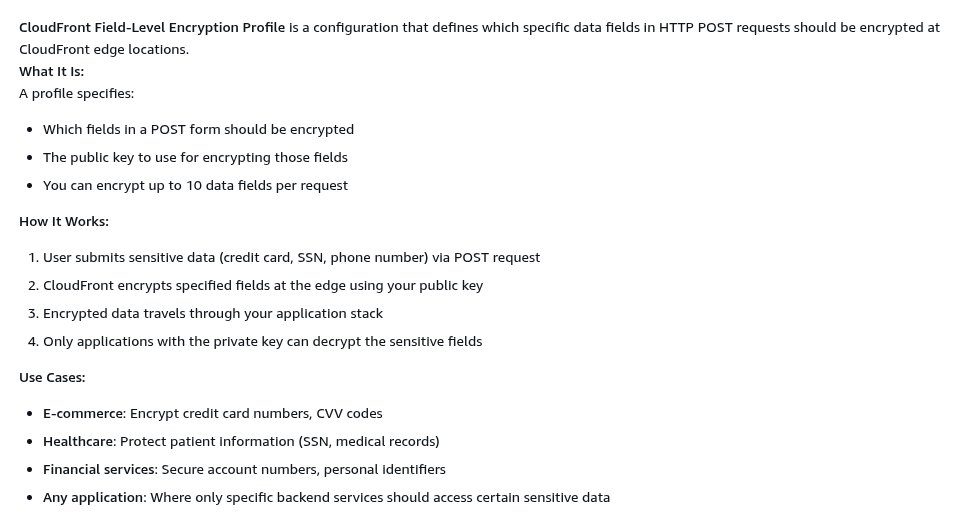 CloudFront Field-Level Encryption Profile is a configuration that defines which specific data fields in HTTP POST requests should be encrypted at
CloudFront edge locations.
What It Is:
A profile specifies:
• Which fields in a POST form should be encrypted
• The public key to use for encrypting those fields
• You can encrypt up to 10 data fields per request
How It Works:
1. User submits sensitive data (credit card, SSN, phone number) via POST request
2. CloudFront encrypts specified fields at the edge using your public key
3. Encrypted data travels through your application stack
4. Only applications with the private key can decrypt the sensitive fields
Use Cases:
• E-commerce: Encrypt credit card numbers, CVV codes
• Healthcare: Protect patient information (SSN, medical records)
• Financial services: Secure account numbers, personal identifiers
• Any application: Where only specific backend services should access certain sensitive data